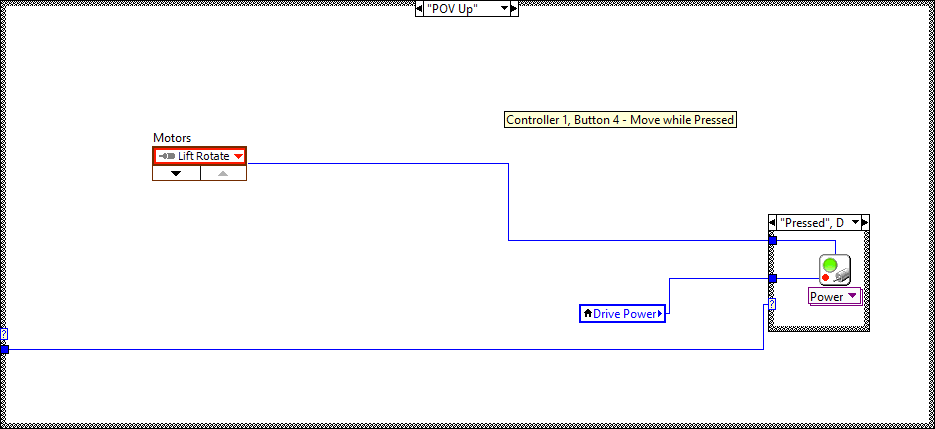 "POV Up"
Controller 1, Button 4 - Move while Pressed
Motors
Lift Rotate
"Pressed", D
Power
Drive Power
?
?